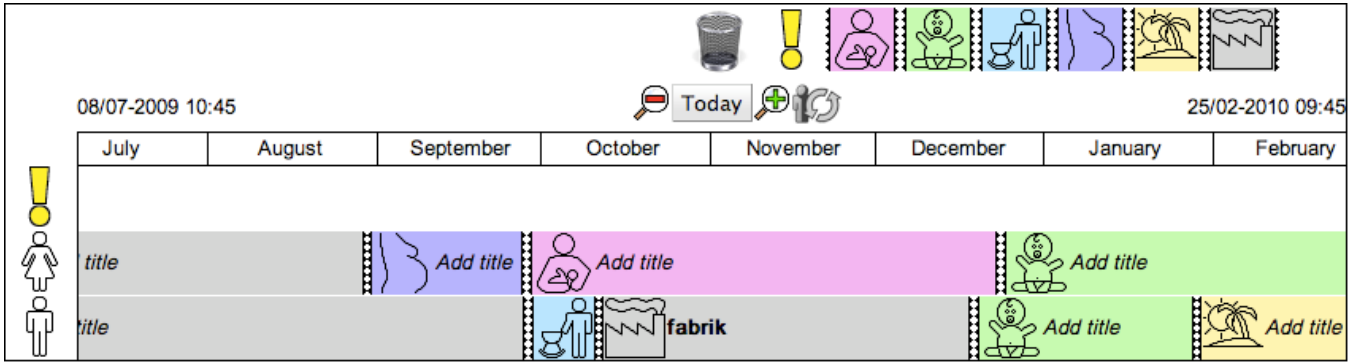 08/07-2009 10:45 Today 25/02-2010 09:45
July August September October November December January February
title Add title Add title Add title
title fabrik Add title Add title